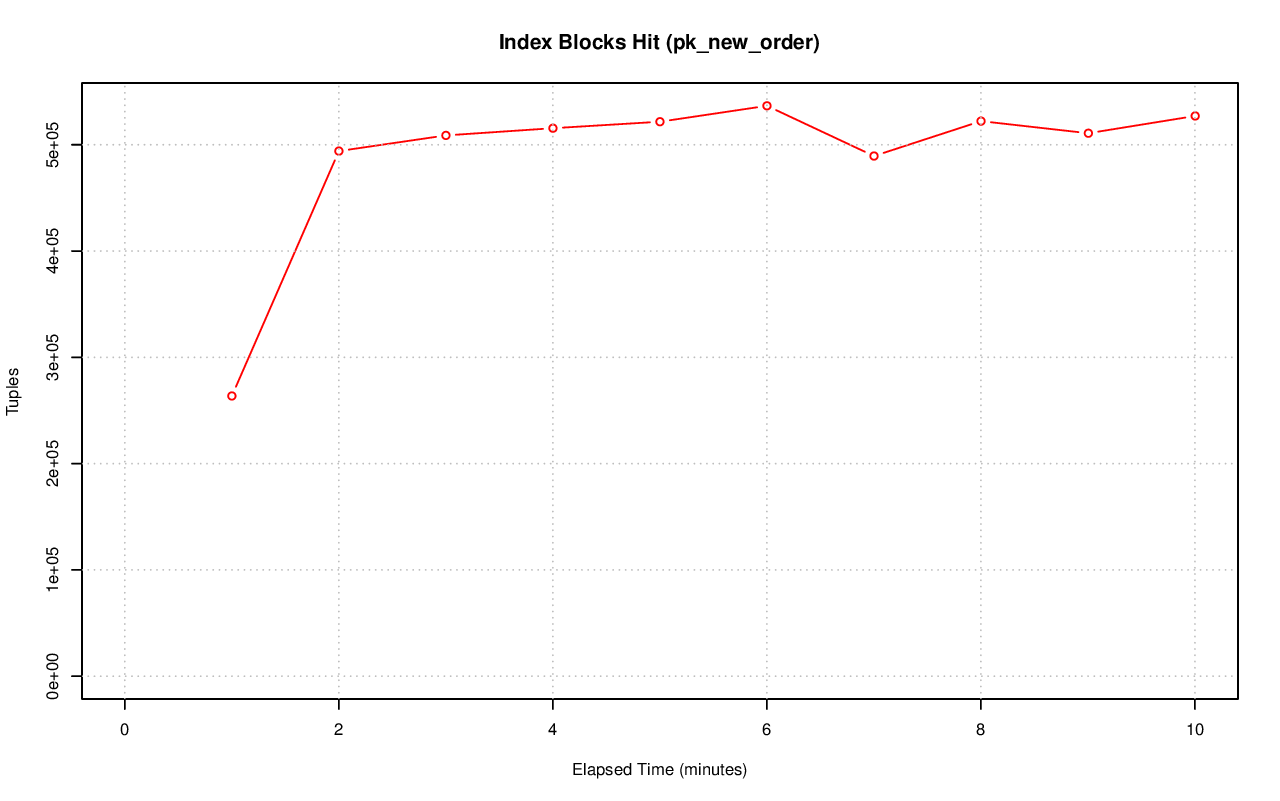 Index Blocks Hit (pk_new_order)
Tuples
5e+05
4e+05
3e+05
2e+05
1e+05
0e+00
0 2 4 6 8 10
Elapsed Time (minutes)